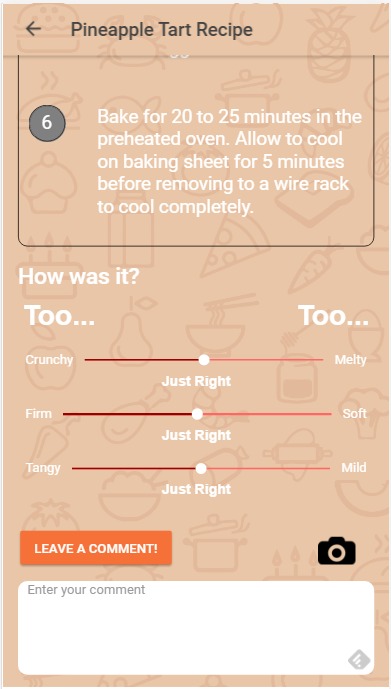 Pineapple Tart Recipe
6
Bake for 20 to 25 minutes in the
preheated oven. Allow to cool
on baking sheet for 5 minutes
before removing to a wire rack
to cool completely.
How was it?
Too... Too...
Crunchy Melty
Just Right
Firm Soft
Just Right
Tangy Mild
Just Right
LEAVE A COMMENT!
Enter your comment